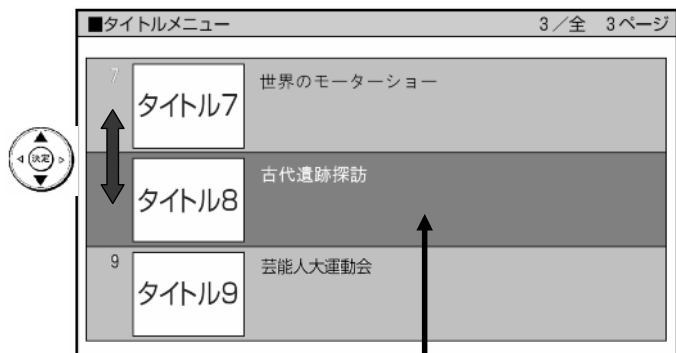 ■タイトルメニュー 3／全 3ページ
7
タイトル7
世界のモーターショー
決定
タイトル8
古代遺跡探訪
9
タイトル9
芸能人大運動会